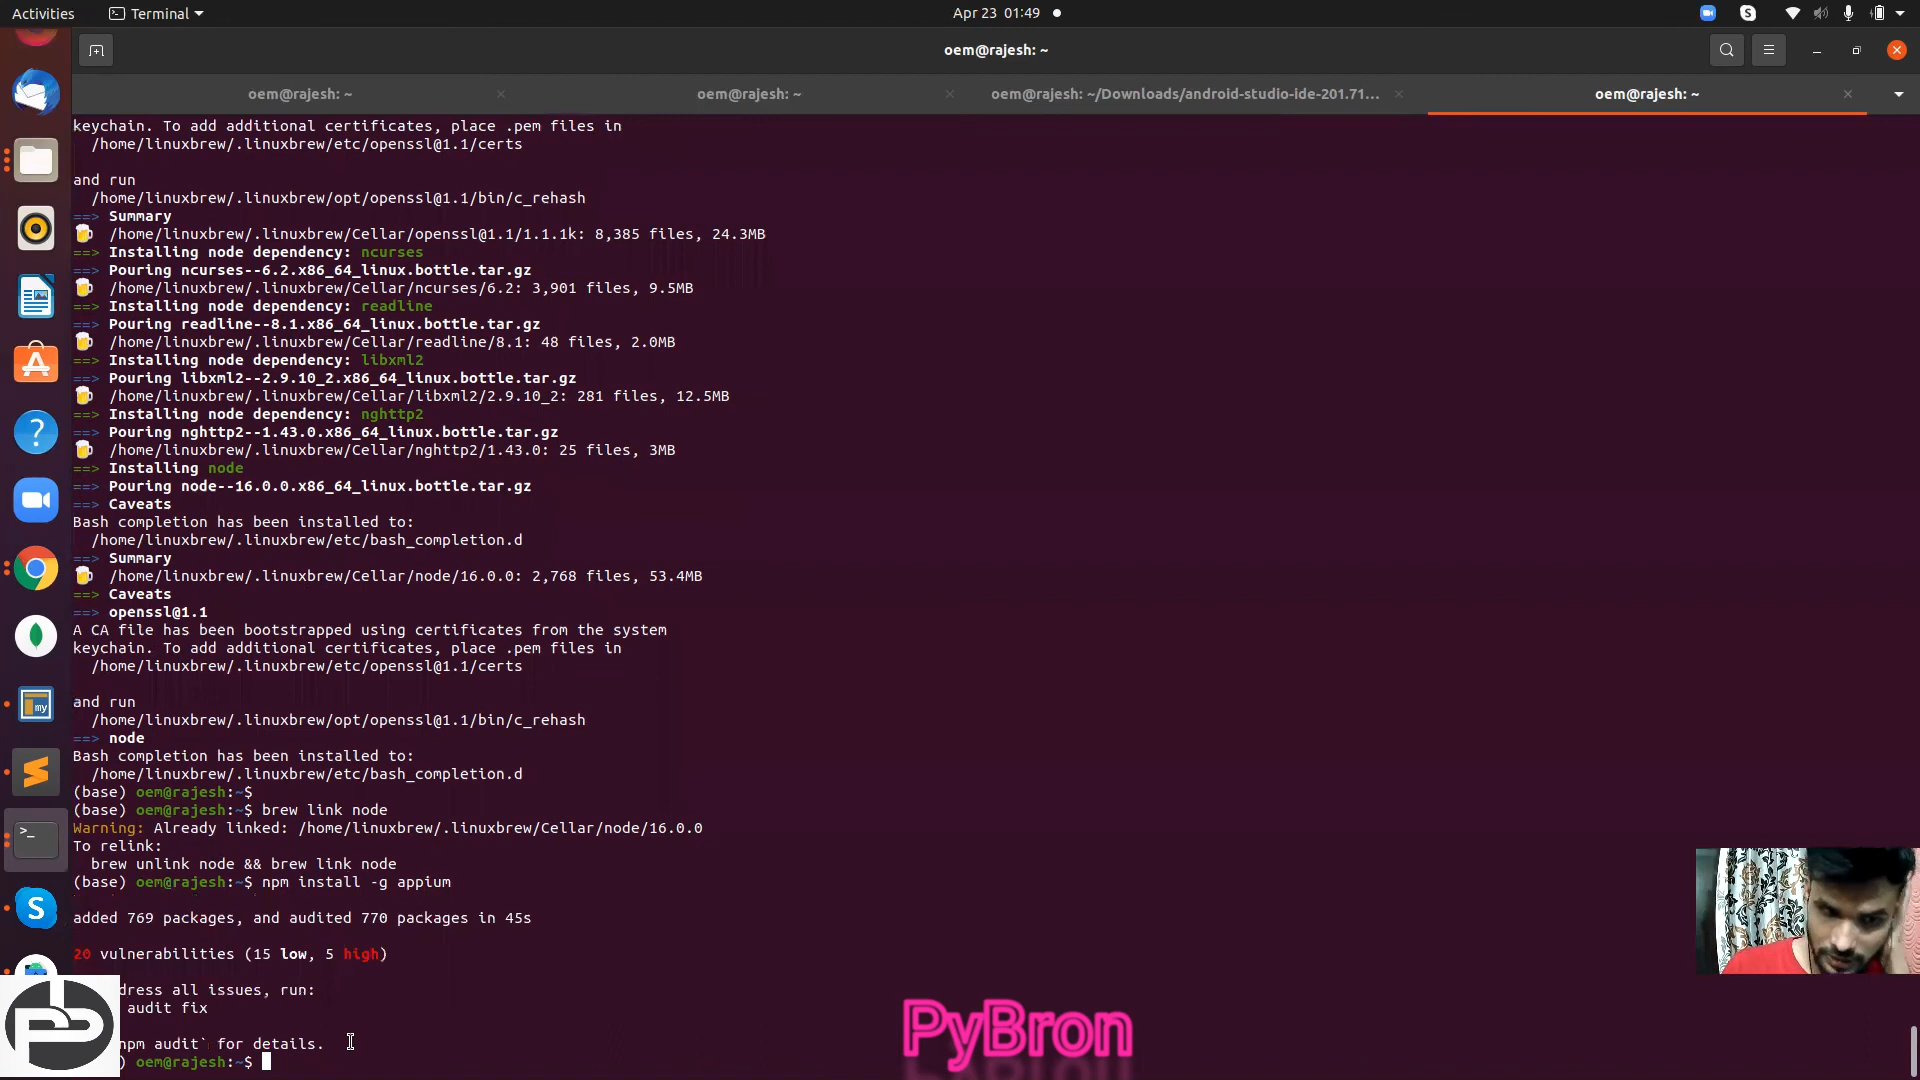 Activities
Terminal
Apr 23 01:49
oem@rajesh: ~
oem@rajesh: ~
oem@rajesh: ~
oem@rajesh: ~/Downloads/android-studio-ide-201.71...
oem@rajesh: ~
keychain. To add additional certificates, place .pem files in
/home/linuxbrew/.linuxbrew/etc/openssl@1.1/certs
and run
/home/linuxbrew/.linuxbrew/opt/openssl@1.1/bin/c_rehash
==> Summary
/home/linuxbrew/.linuxbrew/Cellar/openssl@1.1/1.1.1k: 8,385 files, 24.3MB
==> Installing node dependency: ncurses
==> Pouring ncurses--6.2.x86_64_linux.bottle.tar.gz
/home/linuxbrew/.linuxbrew/Cellar/ncurses/6.2: 3,901 files, 9.5MB
==> Installing node dependency: readline
==> Pouring readline--8.1.x86_64_linux.bottle.tar.gz
/home/linuxbrew/.linuxbrew/Cellar/readline/8.1: 48 files, 2.0MB
==> Installing node dependency: libxml2
==> Pouring libxml2--2.9.10_2.x86_64_linux.bottle.tar.gz
/home/linuxbrew/.linuxbrew/Cellar/libxml2/2.9.10_2: 281 files, 12.5MB
==> Installing node dependency: nghttp2
==> Pouring nghttp2--1.43.0.x86_64_linux.bottle.tar.gz
/home/linuxbrew/.linuxbrew/Cellar/nghttp2/1.43.0: 25 files, 3MB
==> Installing node
==> Pouring node--16.0.0.x86_64_linux.bottle.tar.gz
==> Caveats
Bash completion has been installed to:
/home/linuxbrew/.linuxbrew/etc/bash_completion.d
==> Summary
/home/linuxbrew/.linuxbrew/Cellar/node/16.0.0: 2,768 files, 53.4MB
==> Caveats
==> openssl@1.1
A CA file has been bootstrapped using certificates from the system
keychain. To add additional certificates, place .pem files in
/home/linuxbrew/.linuxbrew/etc/openssl@1.1/certs
and run
/home/linuxbrew/.linuxbrew/opt/openssl@1.1/bin/c_rehash
==> node
Bash completion has been installed to:
/home/linuxbrew/.linuxbrew/etc/bash_completion.d
(base) oem@rajesh:~$
(base) oem@rajesh:~$ brew link node
Warning: Already linked: /home/linuxbrew/.linuxbrew/Cellar/node/16.0.0
To relink:
brew unlink node && brew link node
(base) oem@rajesh:~$ npm install -g appium
added 769 packages, and audited 770 packages in 45s
20 vulnerabilities (15 low, 5 high)
dress all issues, run:
audit fix
npm audit` for details.
) oem@rajesh:~$
my
PyBron